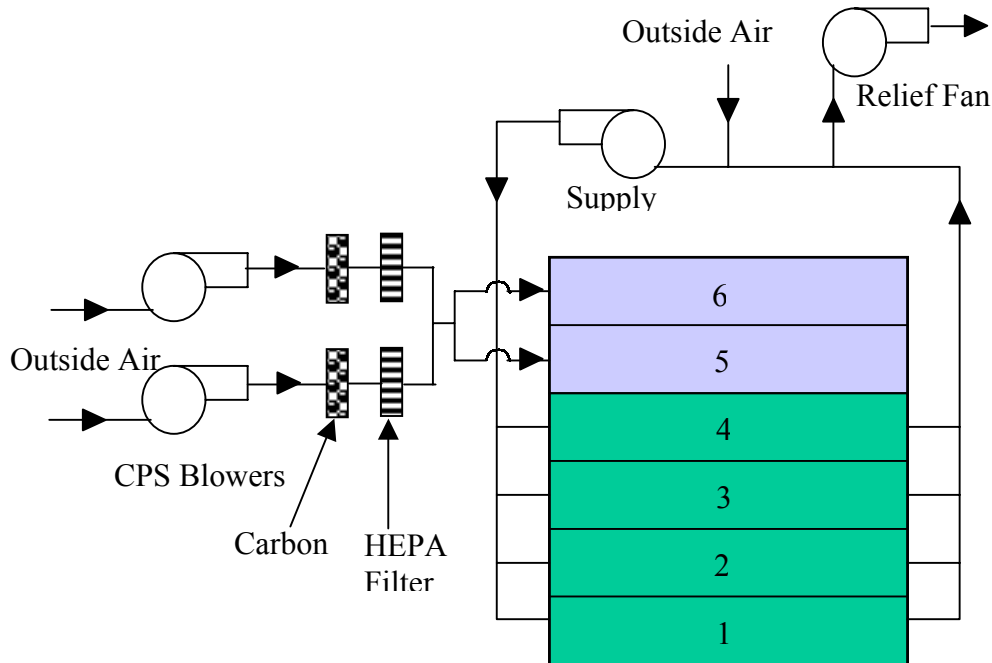 Outside Air
Relief Fan
Supply
Outside Air
CPS Blowers
Carbon
HEPA
Filter
6
5
4
3
2
1